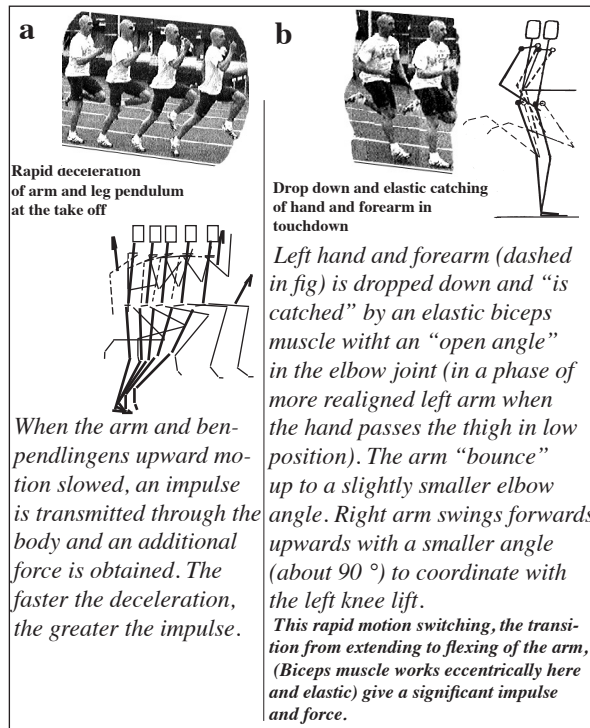 a
Rapid deceleration
of arm and leg pendulum
at the take off
When the arm and ben-
pendlingens upward mo-
tion slowed, an impulse
is transmitted through the
body and an additional
force is obtained. The
faster the deceleration,
the greater the impulse.
b
Drop down and elastic catching
of hand and forearm in
touchdown
Left hand and forearm (dashed
in fig) is dropped down and “is
catched” by an elastic biceps
muscle witht an “open angle”
in the elbow joint (in a phase of
more realigned left arm when
the hand passes the thigh in low
position). The arm “bounce”
up to a slightly smaller elbow
angle. Right arm swings forwards
upwards with a smaller angle
(about 90 °) to coordinate with
the left knee lift.
This rapid motion switching, the transi-
tion from extending to flexing of the arm,
(Biceps muscle works eccentrically here
and elastic) give a significant impulse
and force.